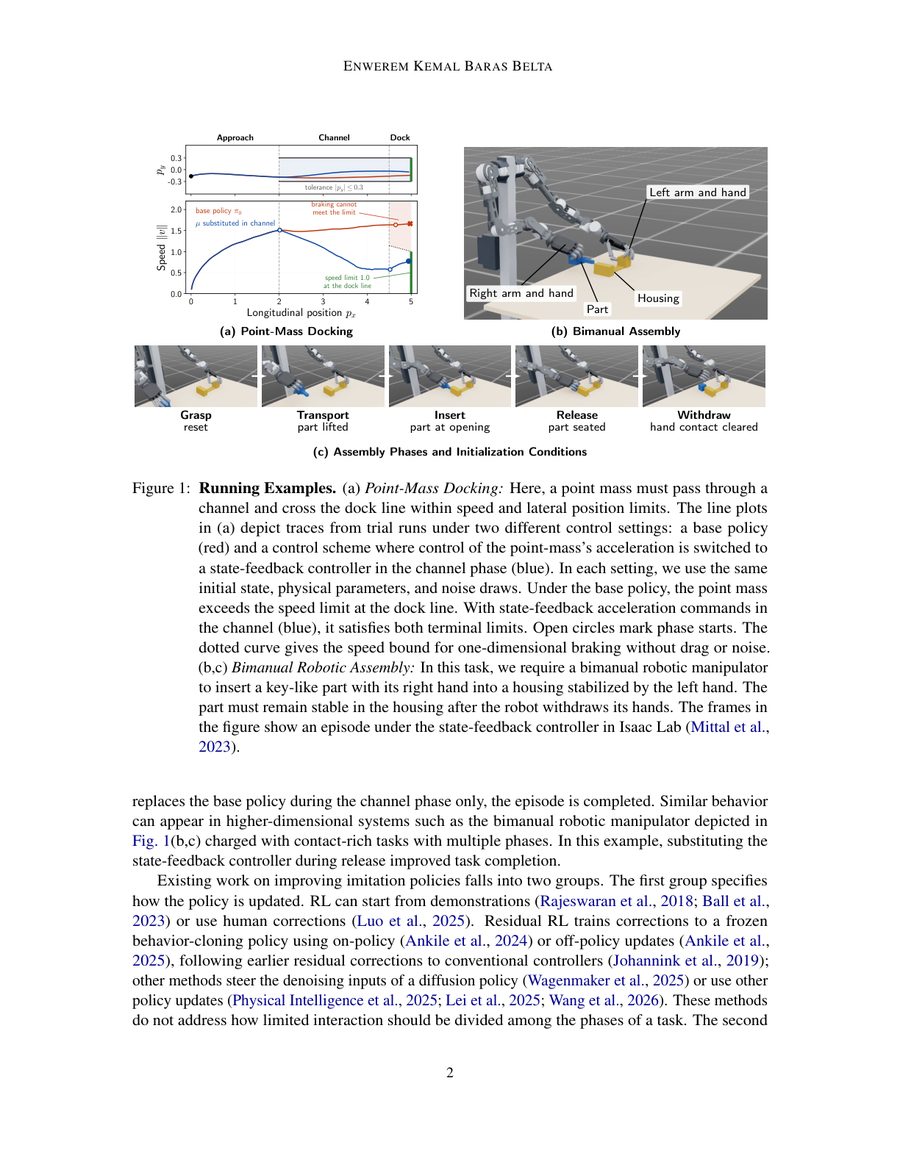 ENWEREM KEMAL BARAS BELTA
Approach Channel Dock
0.3
0.0
-0.3
p_y
tolerance |p_y| ≤ 0.3
2.0
1.5
1.0
0.5
0.0
Speed ||v||
base policy π_0
μ substituted in channel
braking cannot
meet the limit
speed limit 1.0
at the dock line
0 1 2 3 4 5
Longitudinal position p_x
(a) Point-Mass Docking
Left arm and hand
Right arm and hand
Part
Housing
(b) Bimanual Assembly
Grasp Transport Insert Release Withdraw
reset part lifted part at opening part seated hand contact cleared
(c) Assembly Phases and Initialization Conditions
Figure 1: Running Examples. (a) Point-Mass Docking: Here, a point mass must pass through a
channel and cross the dock line within speed and lateral position limits. The line plots
in (a) depict traces from trial runs under two different control settings: a base policy
(red) and a control scheme where control of the point-mass's acceleration is switched to
a state-feedback controller in the channel phase (blue). In each setting, we use the same
initial state, physical parameters, and noise draws. Under the base policy, the point mass
exceeds the speed limit at the dock line. With state-feedback acceleration commands in
the channel (blue), it satisfies both terminal limits. Open circles mark phase starts. The
dotted curve gives the speed bound for one-dimensional braking without drag or noise.
(b,c) Bimanual Robotic Assembly: In this task, we require a bimanual robotic manipulator
to insert a key-like part with its right hand into a housing stabilized by the left hand. The
part must remain stable in the housing after the robot withdraws its hands. The frames in
the figure show an episode under the state-feedback controller in Isaac Lab (Mittal et al.,
2023).
replaces the base policy during the channel phase only, the episode is completed. Similar behavior
can appear in higher-dimensional systems such as the bimanual robotic manipulator depicted in
Fig. 1(b,c) charged with contact-rich tasks with multiple phases. In this example, substituting the
state-feedback controller during release improved task completion.
Existing work on improving imitation policies falls into two groups. The first group specifies
how the policy is updated. RL can start from demonstrations (Rajeswaran et al., 2018; Ball et al.,
2023) or use human corrections (Luo et al., 2025). Residual RL trains corrections to a frozen
behavior-cloning policy using on-policy (Ankile et al., 2024) or off-policy updates (Ankile et al.,
2025), following earlier residual corrections to conventional controllers (Johannink et al., 2019);
other methods steer the denoising inputs of a diffusion policy (Wagenmaker et al., 2025) or use other
policy updates (Physical Intelligence et al., 2025; Lei et al., 2025; Wang et al., 2026). These methods
do not address how limited interaction should be divided among the phases of a task. The second
2